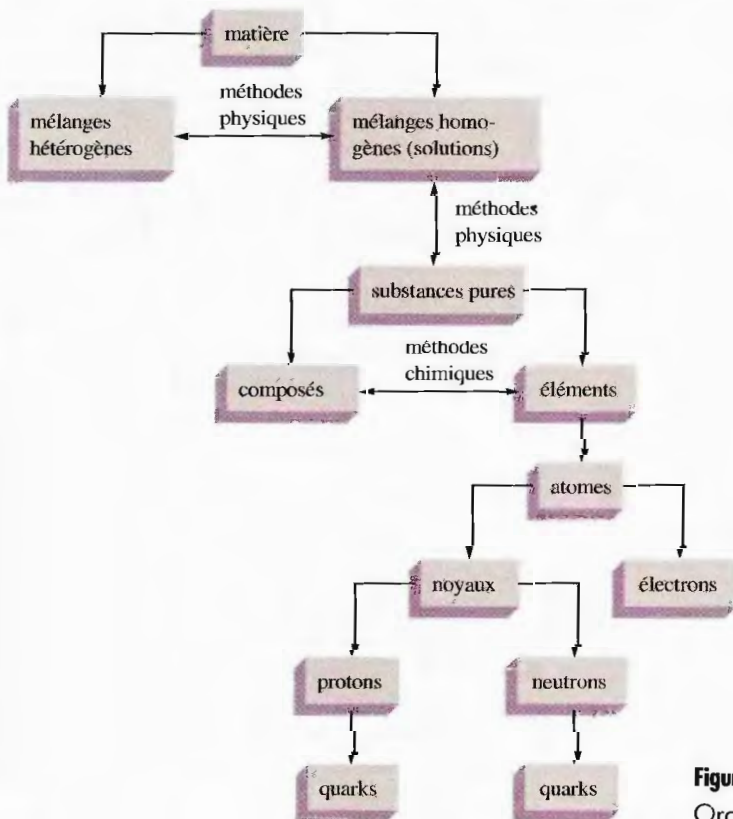 matière
méthodes
physiques
mélanges
hétérogènes
mélanges homo-
gènes (solutions)
méthodes
physiques
substances pures
méthodes
chimiques
composés
éléments
atomes
noyaux
électrons
protons
neutrons
quarks
quarks